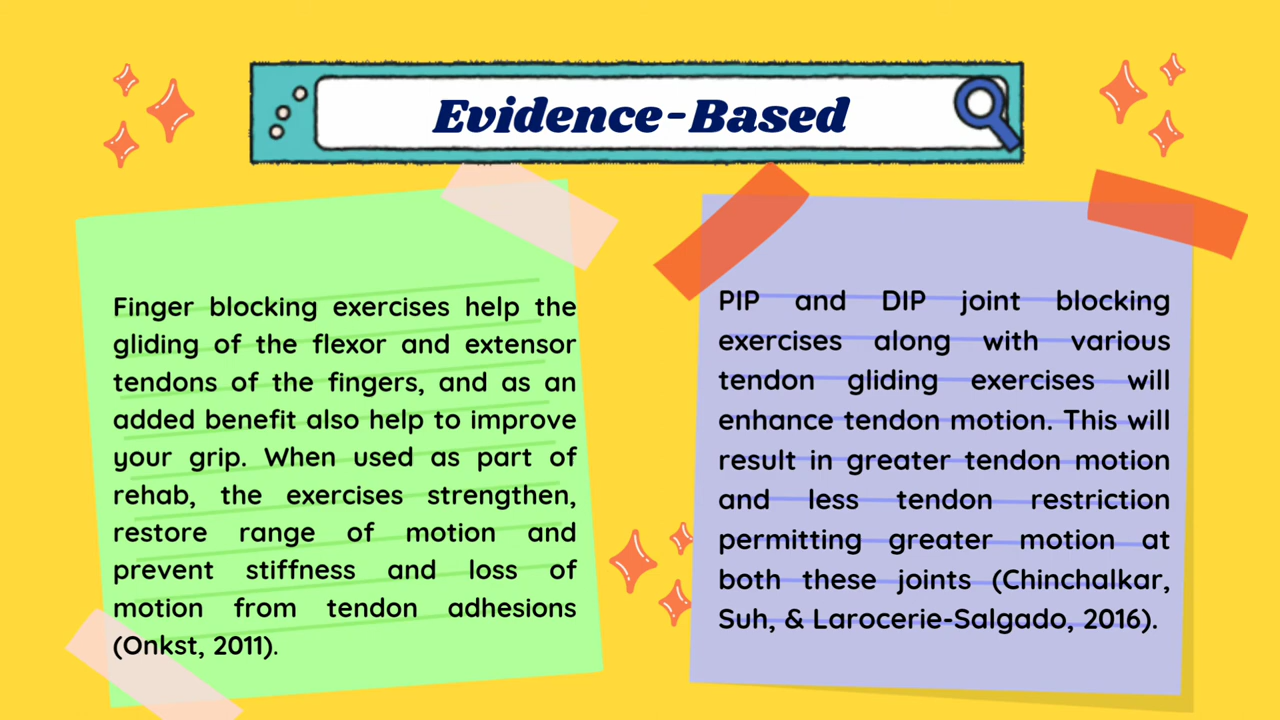 Evidence-Based
Finger blocking exercises help the
gliding of the flexor and extensor
tendons of the fingers, and as an
added benefit also help to improve
your grip. When used as part of
rehab, the exercises strengthen,
restore range of motion and
prevent stiffness and loss of
motion from tendon adhesions
(Onkst, 2011).
PIP and DIP joint blocking
exercises along with various
tendon gliding exercises will
enhance tendon motion. This will
result in greater tendon motion
and less tendon restriction
permitting greater motion at
both these joints (Chinchalkar,
Suh, & Larocerie-Salgado, 2016).